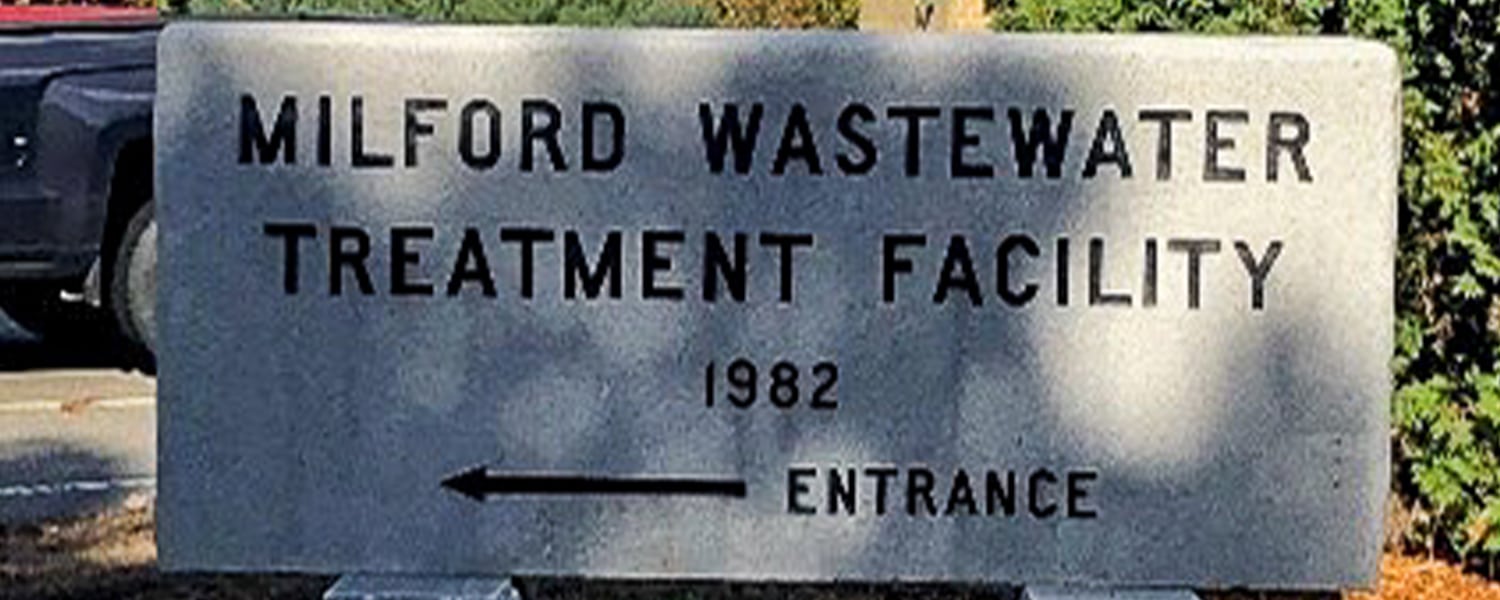 MILFORD WASTEWATER
TREATMENT FACILITY
1982
ENTRANCE